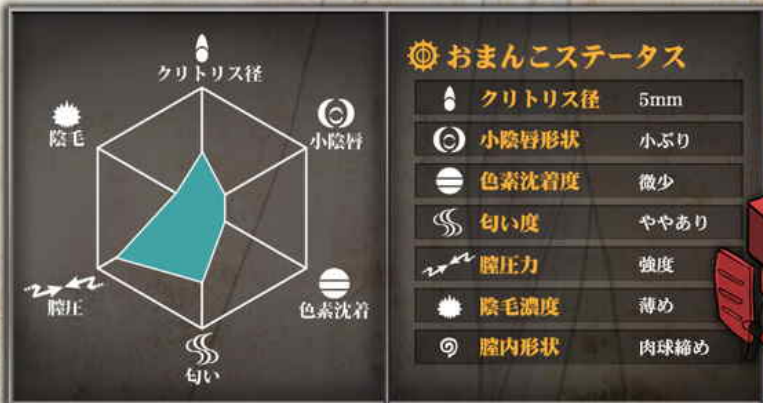 クリトリス径
小陰唇
色素沈着
匂い
膣圧
陰毛
おまんこステータス
クリトリス径 5mm
小陰唇形状 小ぶり
色素沈着度 微少
匂い度 ややあり
膣圧力 強度
陰毛濃度 薄め
膣内形状 肉球締め